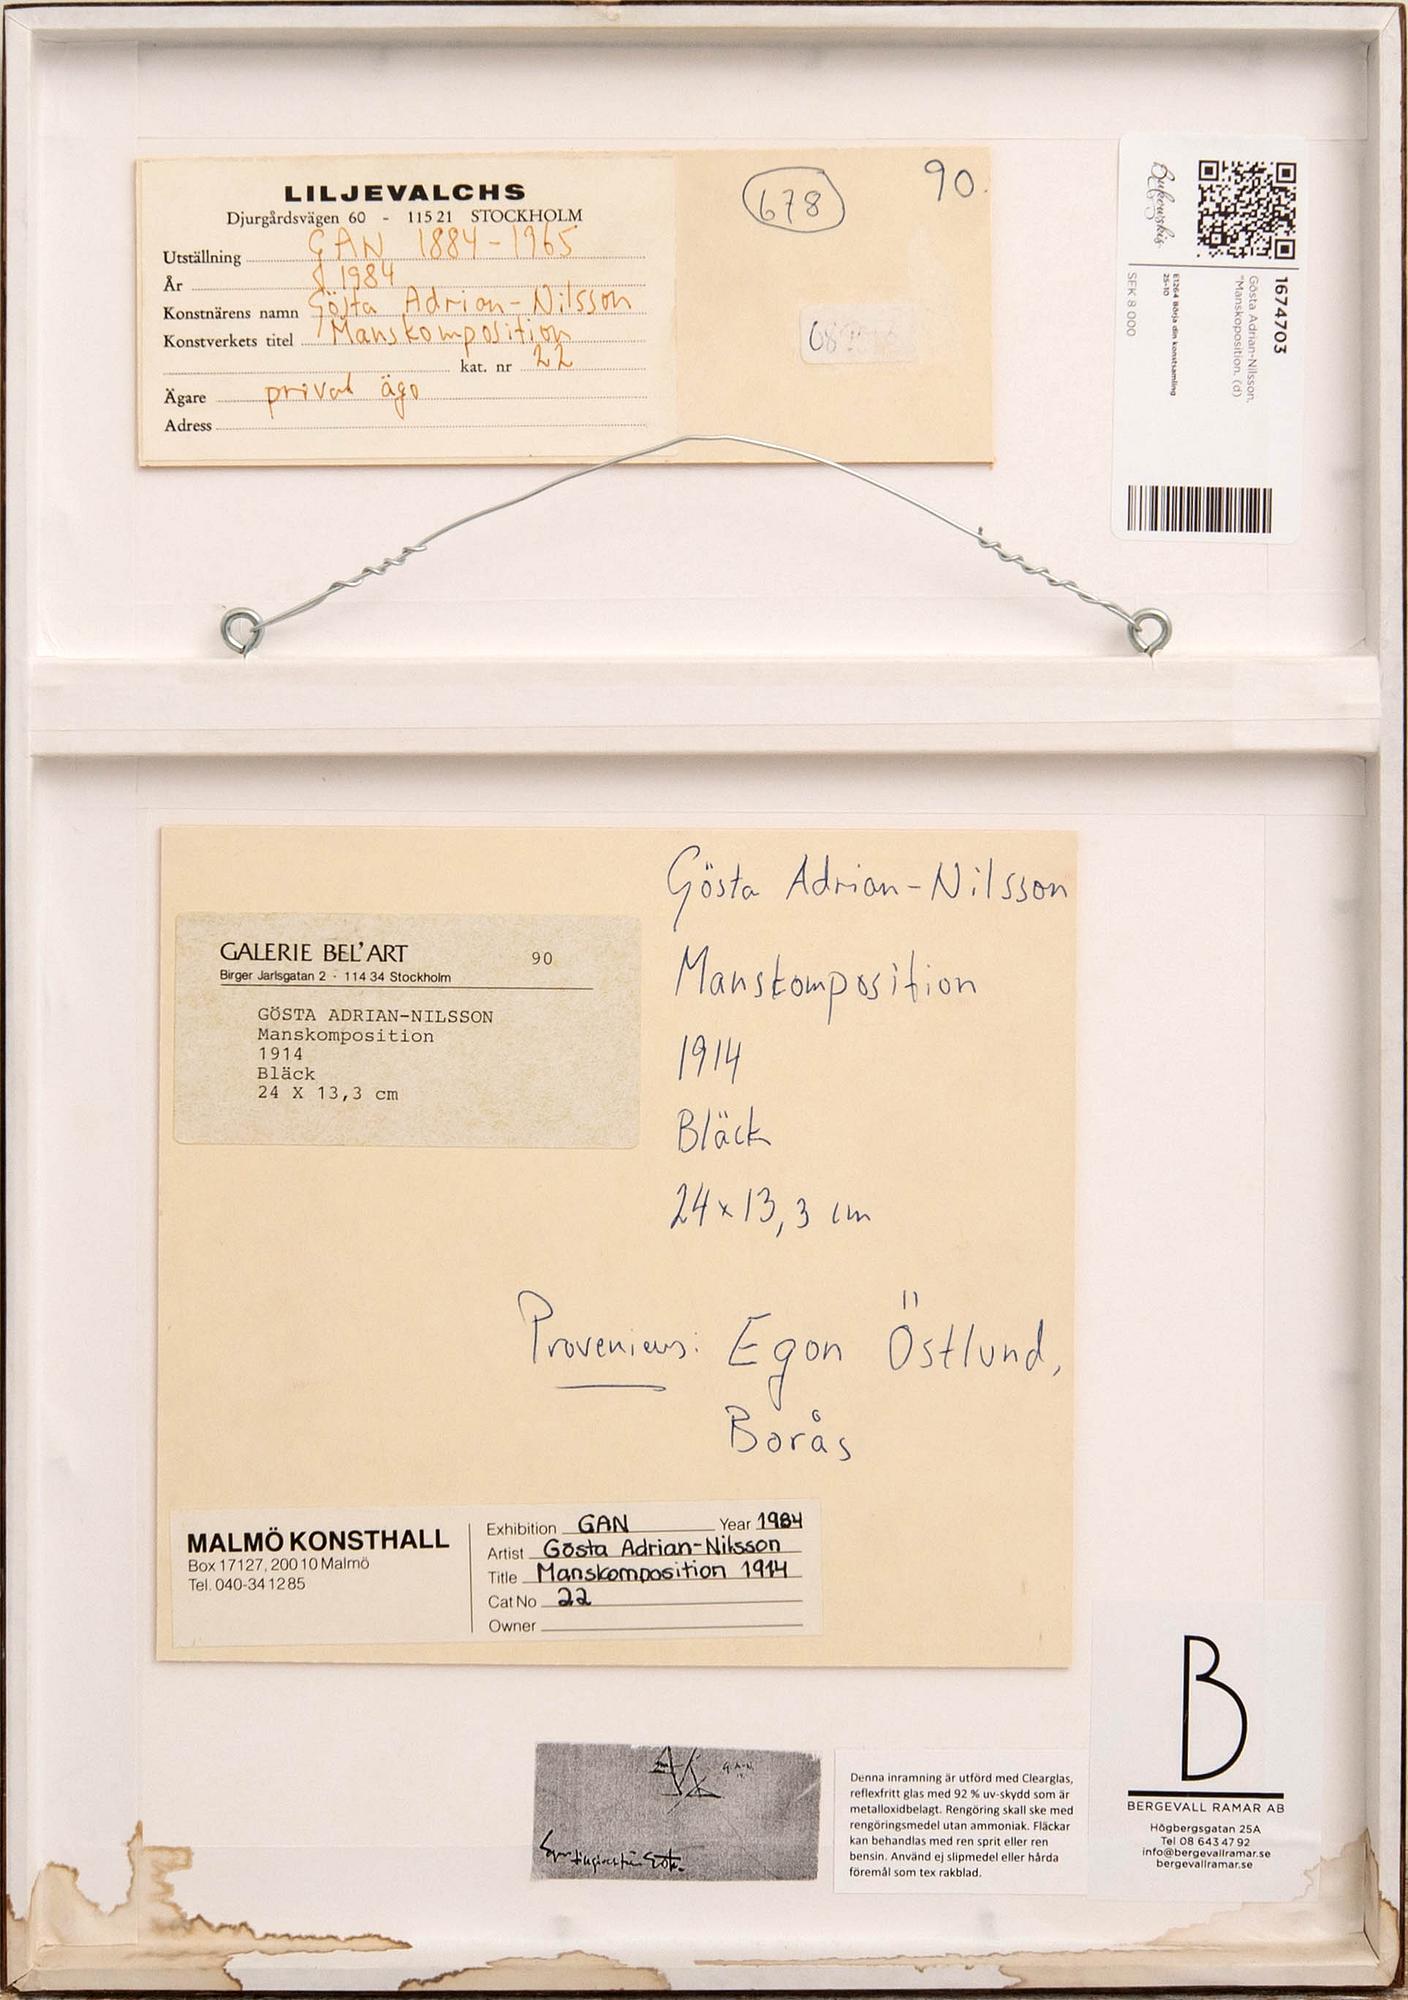 LILJEVALCHS
Djurgårdsvägen 60 - 115 21 STOCKHOLM
Utställning GAN 1884-1965
År 1984
Konstnärens namn Gösta Adrian-Nilsson
Konstverkets titel Manskomposition
kat. nr 22
Ägare privat ägo
Adress
678
90.
Bukowskis
1674703
Gösta Adrian-Nilsson,
"Manskoposition. (d)
E1264 Börja din konstsamling
25-10
SEK 8 000
GALERIE BEL'ART 90
Birger Jarlsgatan 2 · 114 34 Stockholm
GÖSTA ADRIAN-NILSSON
Manskomposition
1914
Bläck
24 X 13,3 cm
Gösta Adrian-Nilsson
Manskomposition
1914
Bläck
24 x 13,3 cm
Proveniens: Egon Östlund,
Borås
MALMÖ KONSTHALL
Box 17127, 200 10 Malmö
Tel. 040-34 12 85
Exhibition GAN Year 1984
Artist Gösta Adrian-Nilsson
Title Manskomposition 1914
Cat No 22
Owner
G.A-N.
Denna inramning är utförd med Clearglas,
reflexfritt glas med 92 % uv-skydd som är
metalloxidbelagt. Rengöring skall ske med
rengöringsmedel utan ammoniak. Fläckar
kan behandlas med ren sprit eller ren
bensin. Använd ej slipmedel eller hårda
föremål som tex rakblad.
B
BERGEVALL RAMAR AB
Högbergsgatan 25A
Tel 08 643 47 92
info@bergevallramar.se
bergevallramar.se